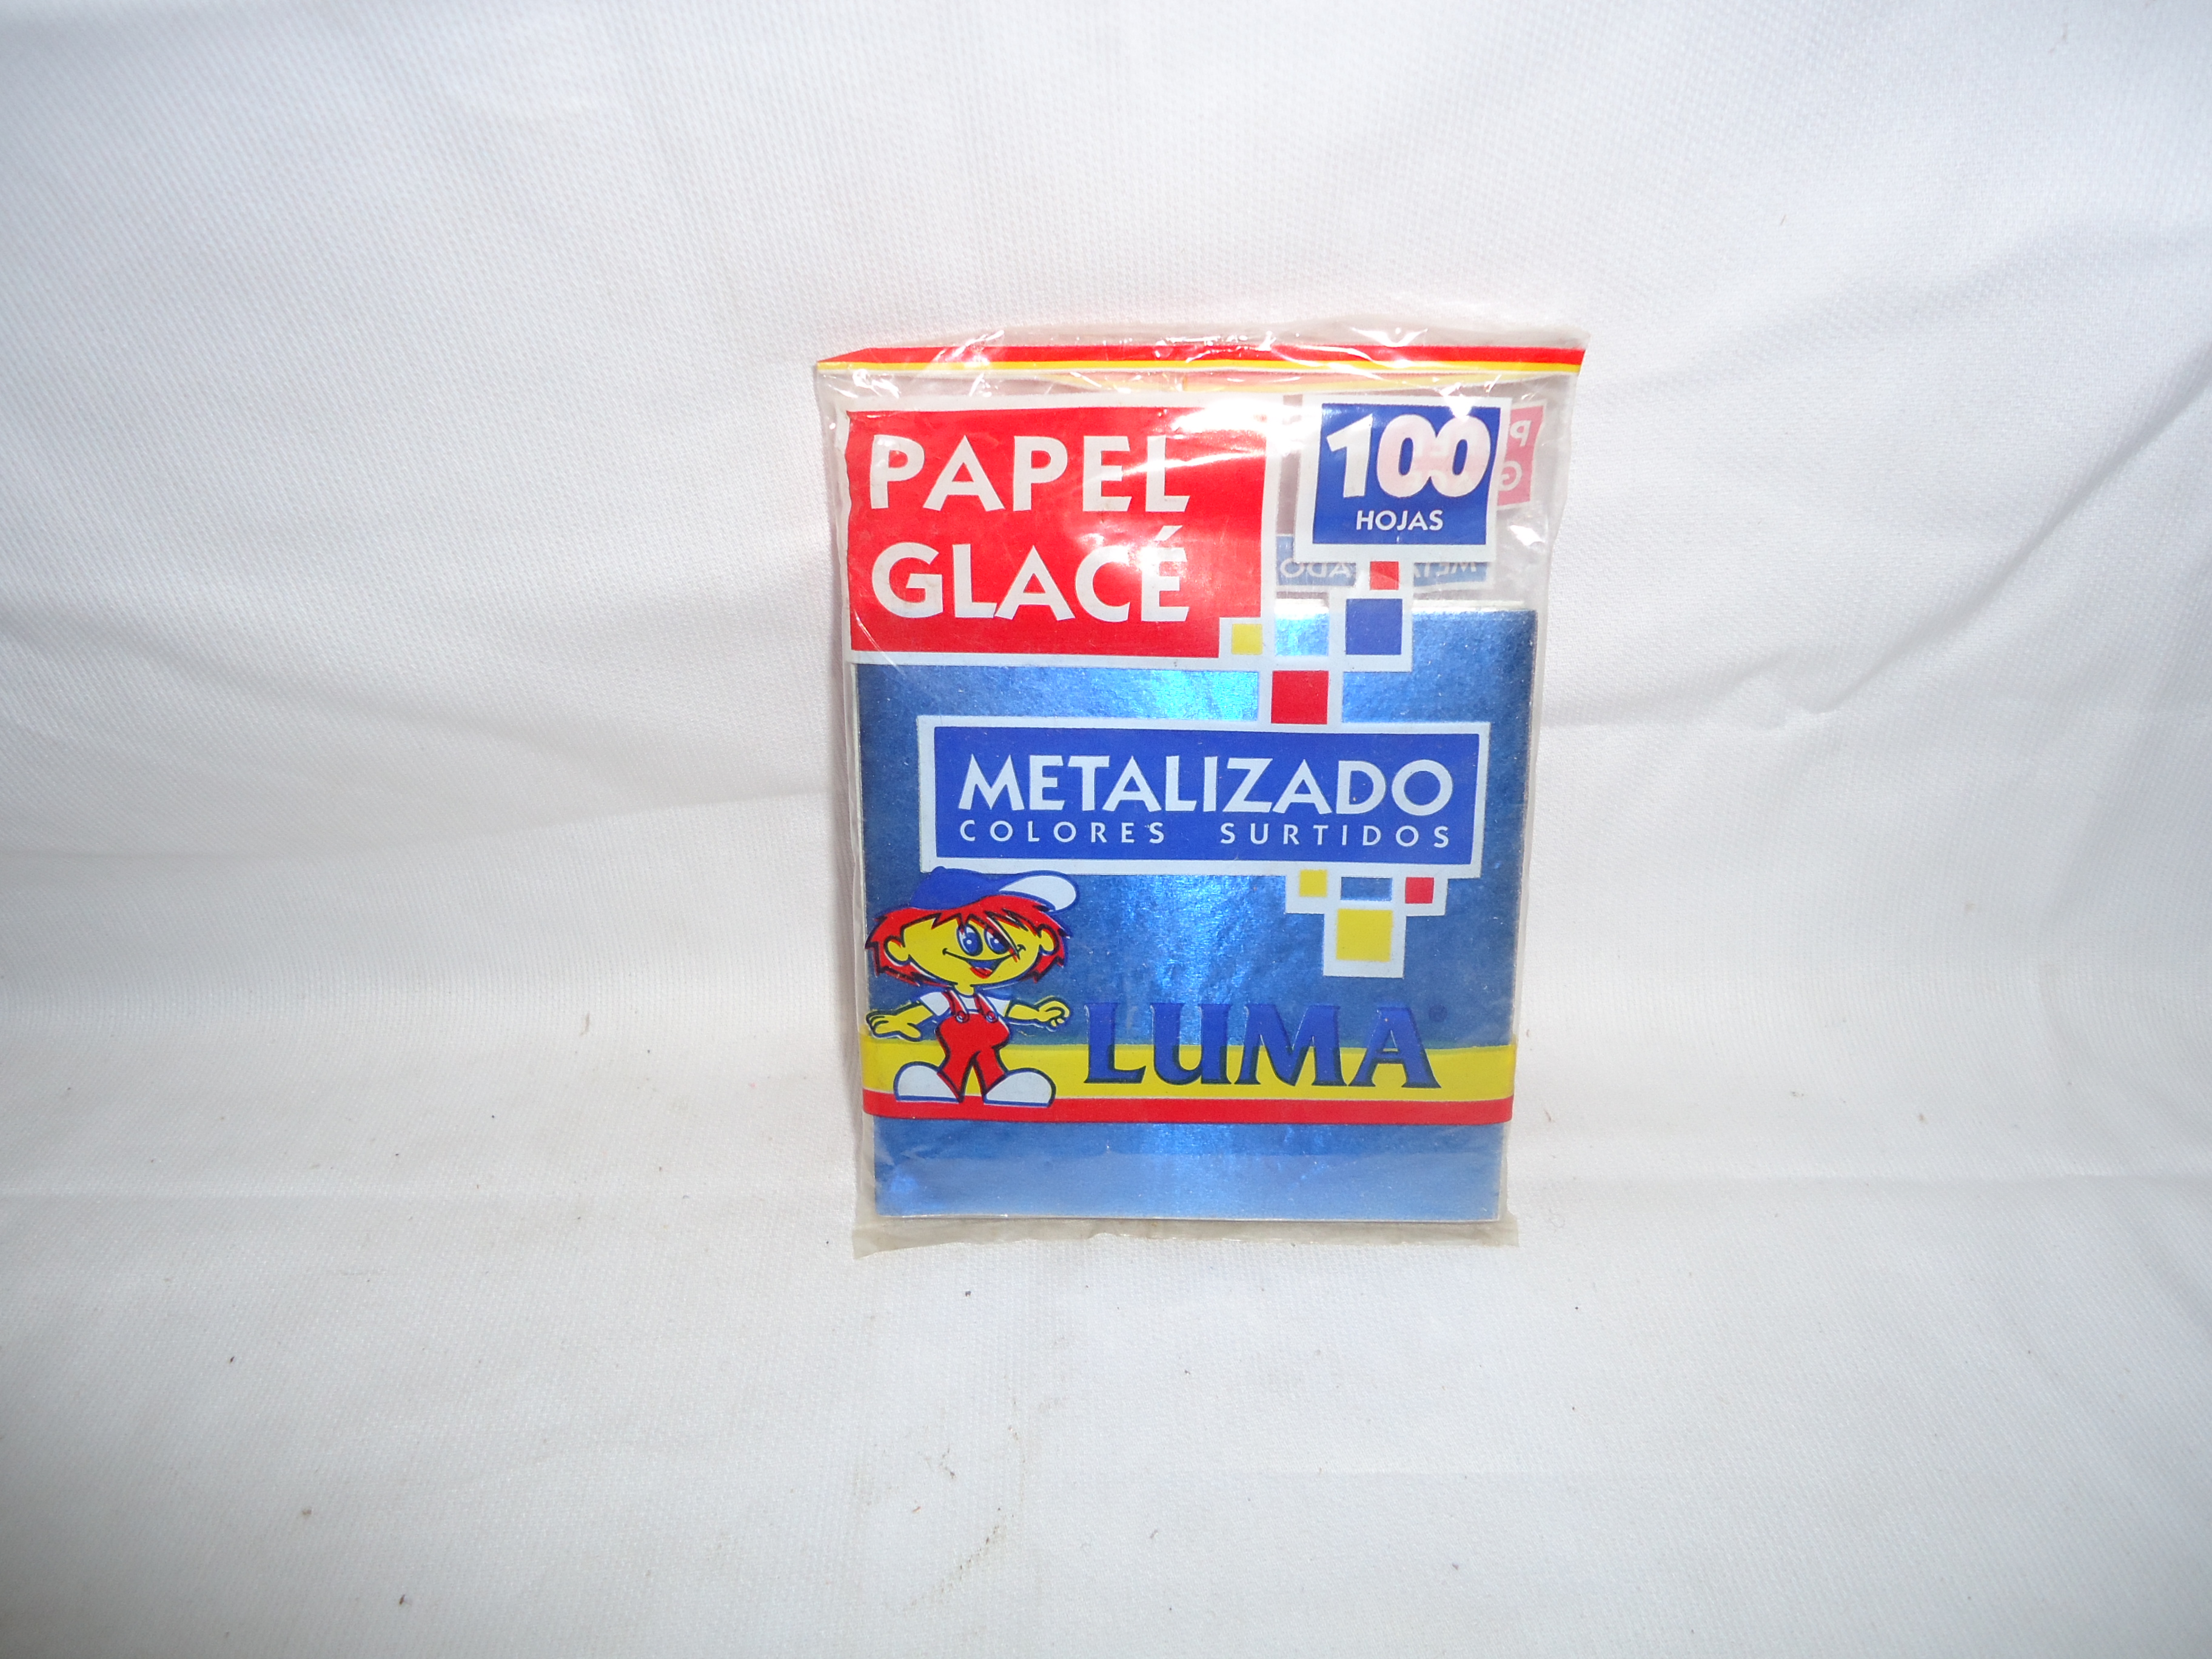 PAPEL
GLACÉ
100
HOJAS
METALIZADO
COLORES SURTIDOS
LUMA